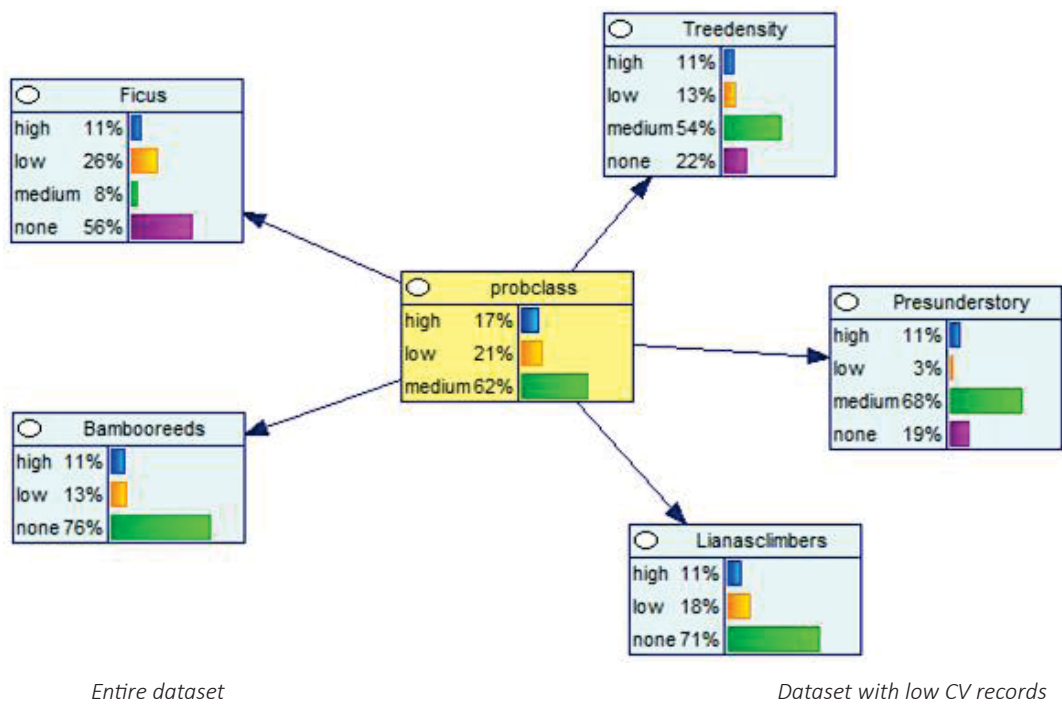 Treedensity
high 11%
low 13%
medium 54%
none 22%
Ficus
high 11%
low 26%
medium 8%
none 56%
probclass
high 17%
low 21%
medium 62%
Presunderstory
high 11%
low 3%
medium 68%
none 19%
Bambooreeds
high 11%
low 13%
none 76%
Lianasclimbers
high 11%
low 18%
none 71%
Entire dataset
Dataset with low CV records